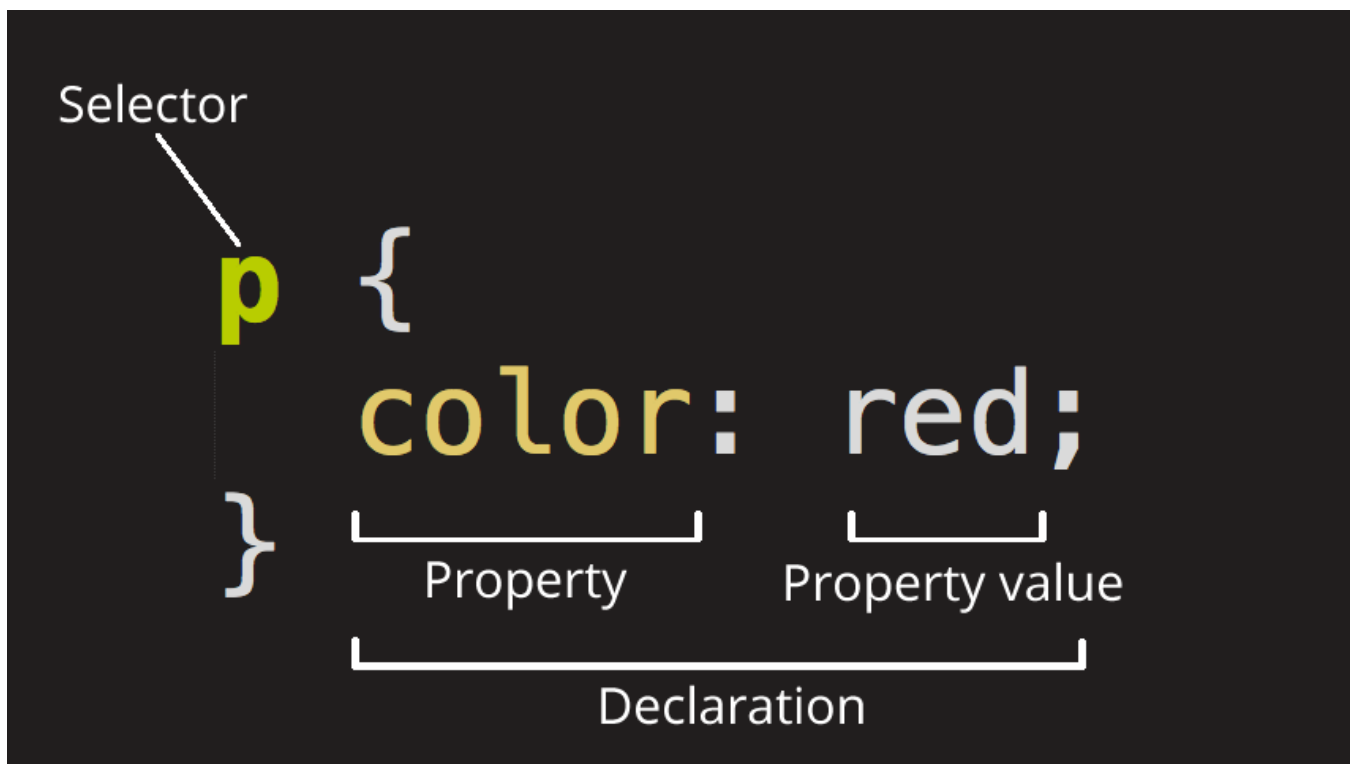 Selector
p {
color: red;
}
Property
Property value
Declaration